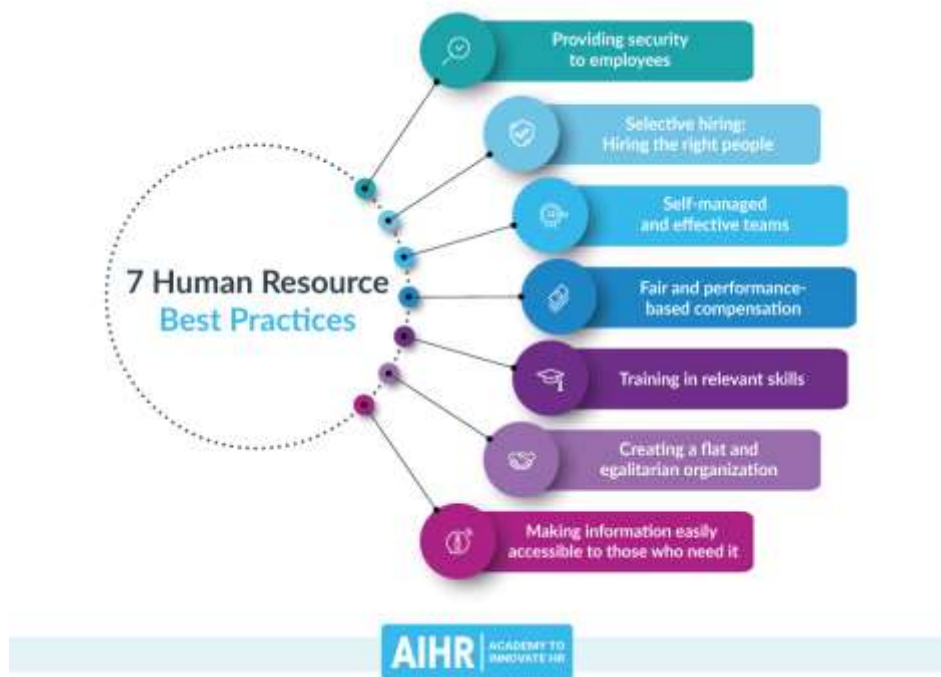 Providing security
to employees
Selective hiring:
Hiring the right people
Self-managed
and effective teams
7 Human Resource
Best Practices
Fair and performance-
based compensation
Training in relevant skills
Creating a flat and
egalitarian organization
Making information easily
accessible to those who need it
AIHR
ACADEMY TO
INNOVATE HR